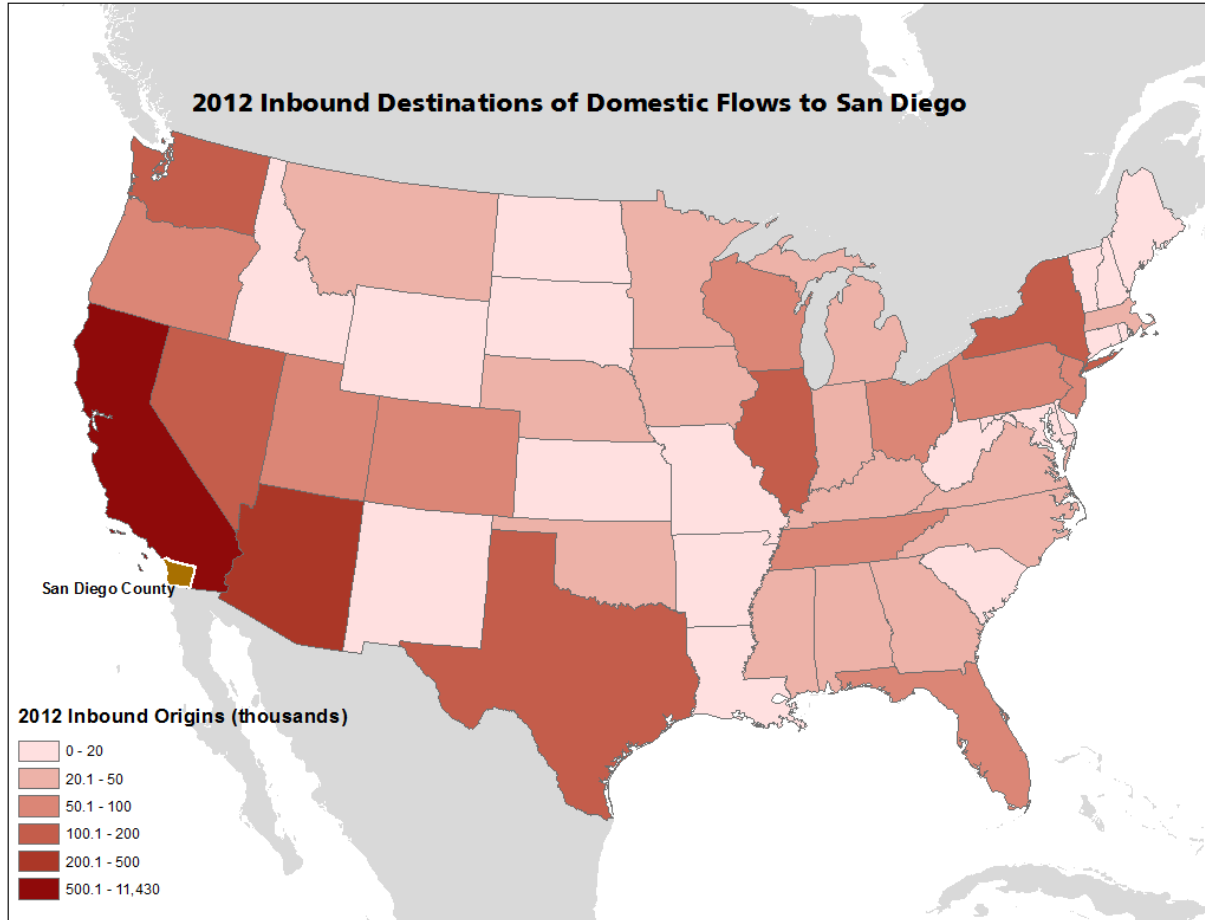 2012 Inbound Destinations of Domestic Flows to San Diego
San Diego County
2012 Inbound Origins (thousands)
0 - 20
20.1 - 50
50.1 - 100
100.1 - 200
200.1 - 500
500.1 - 11,430